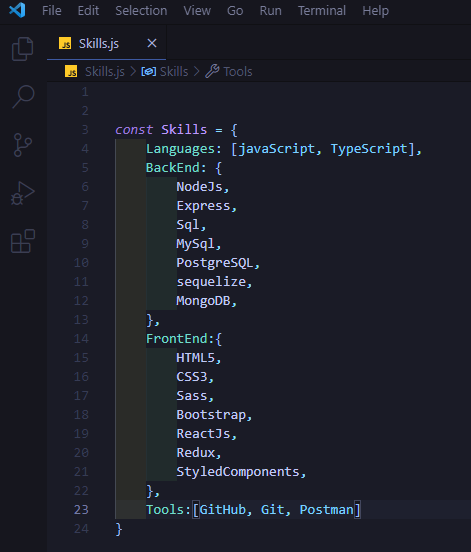 File Edit Selection View Go Run Terminal Help
JS Skills.js ×
JS Skills.js > Skills > Tools
1
2
3 const Skills = {
4 Languages: [javaScript, TypeScript],
5 BackEnd: {
6 NodeJs,
7 Express,
8 Sql,
9 MySql,
10 PostgreSQL,
11 sequelize,
12 MongoDB,
13 },
14 FrontEnd:{
15 HTML5,
16 CSS3,
17 Sass,
18 Bootstrap,
19 ReactJs,
20 Redux,
21 StyledComponents,
22 },
23 Tools:[GitHub, Git, Postman]
24 }